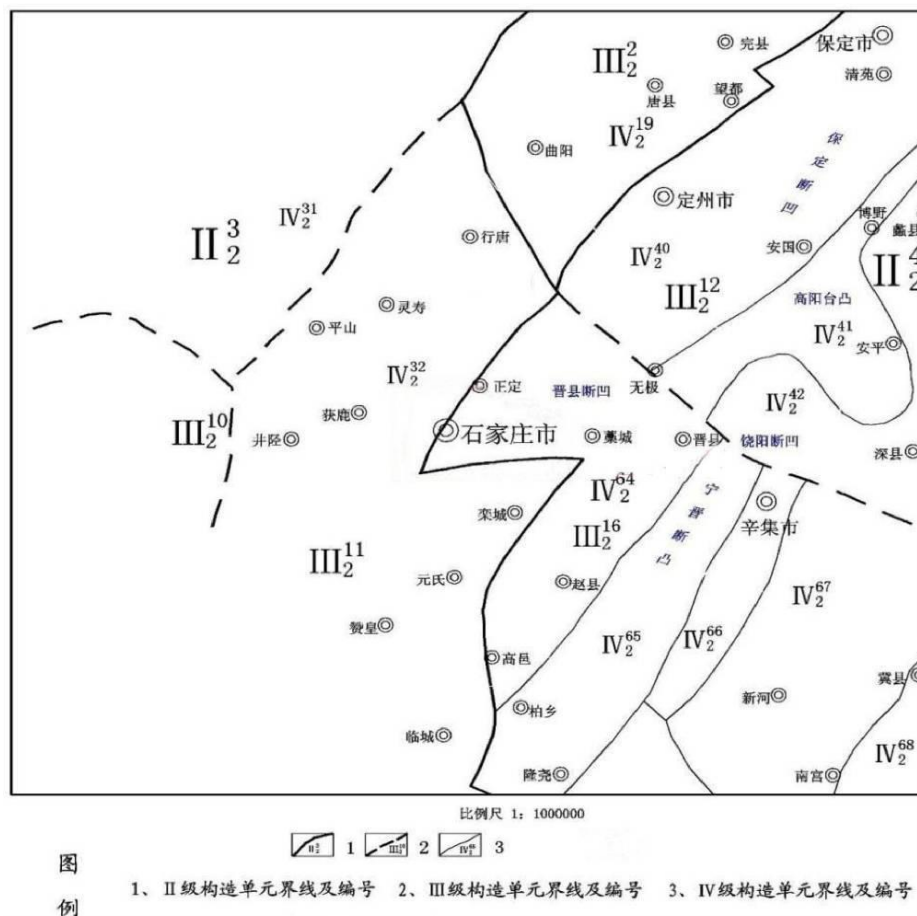 完县
保定市
Ⅲ₂²
清苑
唐县
望都
Ⅳ₂¹⁹
曲阳
保定断凹
定州市
Ⅳ₂³¹
博野
蠡县
Ⅱ₂³
行唐
Ⅳ₂⁴⁰
安国
Ⅱ₂⁴
Ⅲ₂¹²
高阳台凸
灵寿
平山
Ⅳ₂⁴¹
安平
Ⅳ₂³²
正定
晋县断凹
无极
Ⅳ₂⁴²
获鹿
Ⅲ₂¹⁰
井陉
石家庄市
藁城
晋县
饶阳断凹
深县
Ⅳ₂⁶⁴
宁晋断凸
辛集市
栾城
Ⅲ₂¹⁶
Ⅲ₂¹¹
元氏
赵县
Ⅳ₂⁶⁷
赞皇
Ⅳ₂⁶⁵
Ⅳ₂⁶⁶
高邑
冀县
新河
柏乡
临城
Ⅳ₂⁶⁸
隆尧
南宫
比例尺 1: 1000000
图例
1 2 3
1、Ⅱ级构造单元界线及编号 2、Ⅲ级构造单元界线及编号 3、Ⅳ级构造单元界线及编号